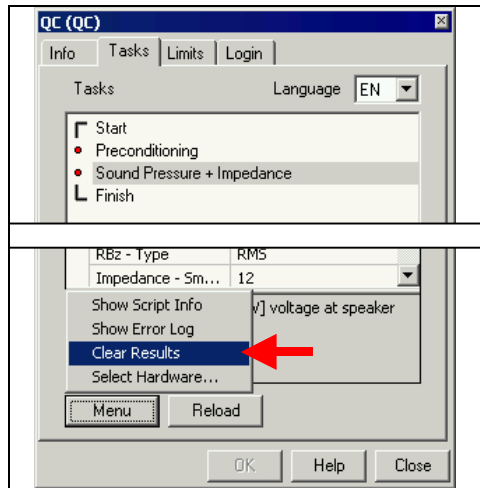 QC (QC)
Info Tasks Limits Login
Tasks Language EN
Start
Preconditioning
Sound Pressure + Impedance
Finish
RBz - Type RMS
Impedance - Sm... 12
Show Script Info
] voltage at speaker
Show Error Log
Clear Results
Select Hardware...
Menu Reload
OK Help Close